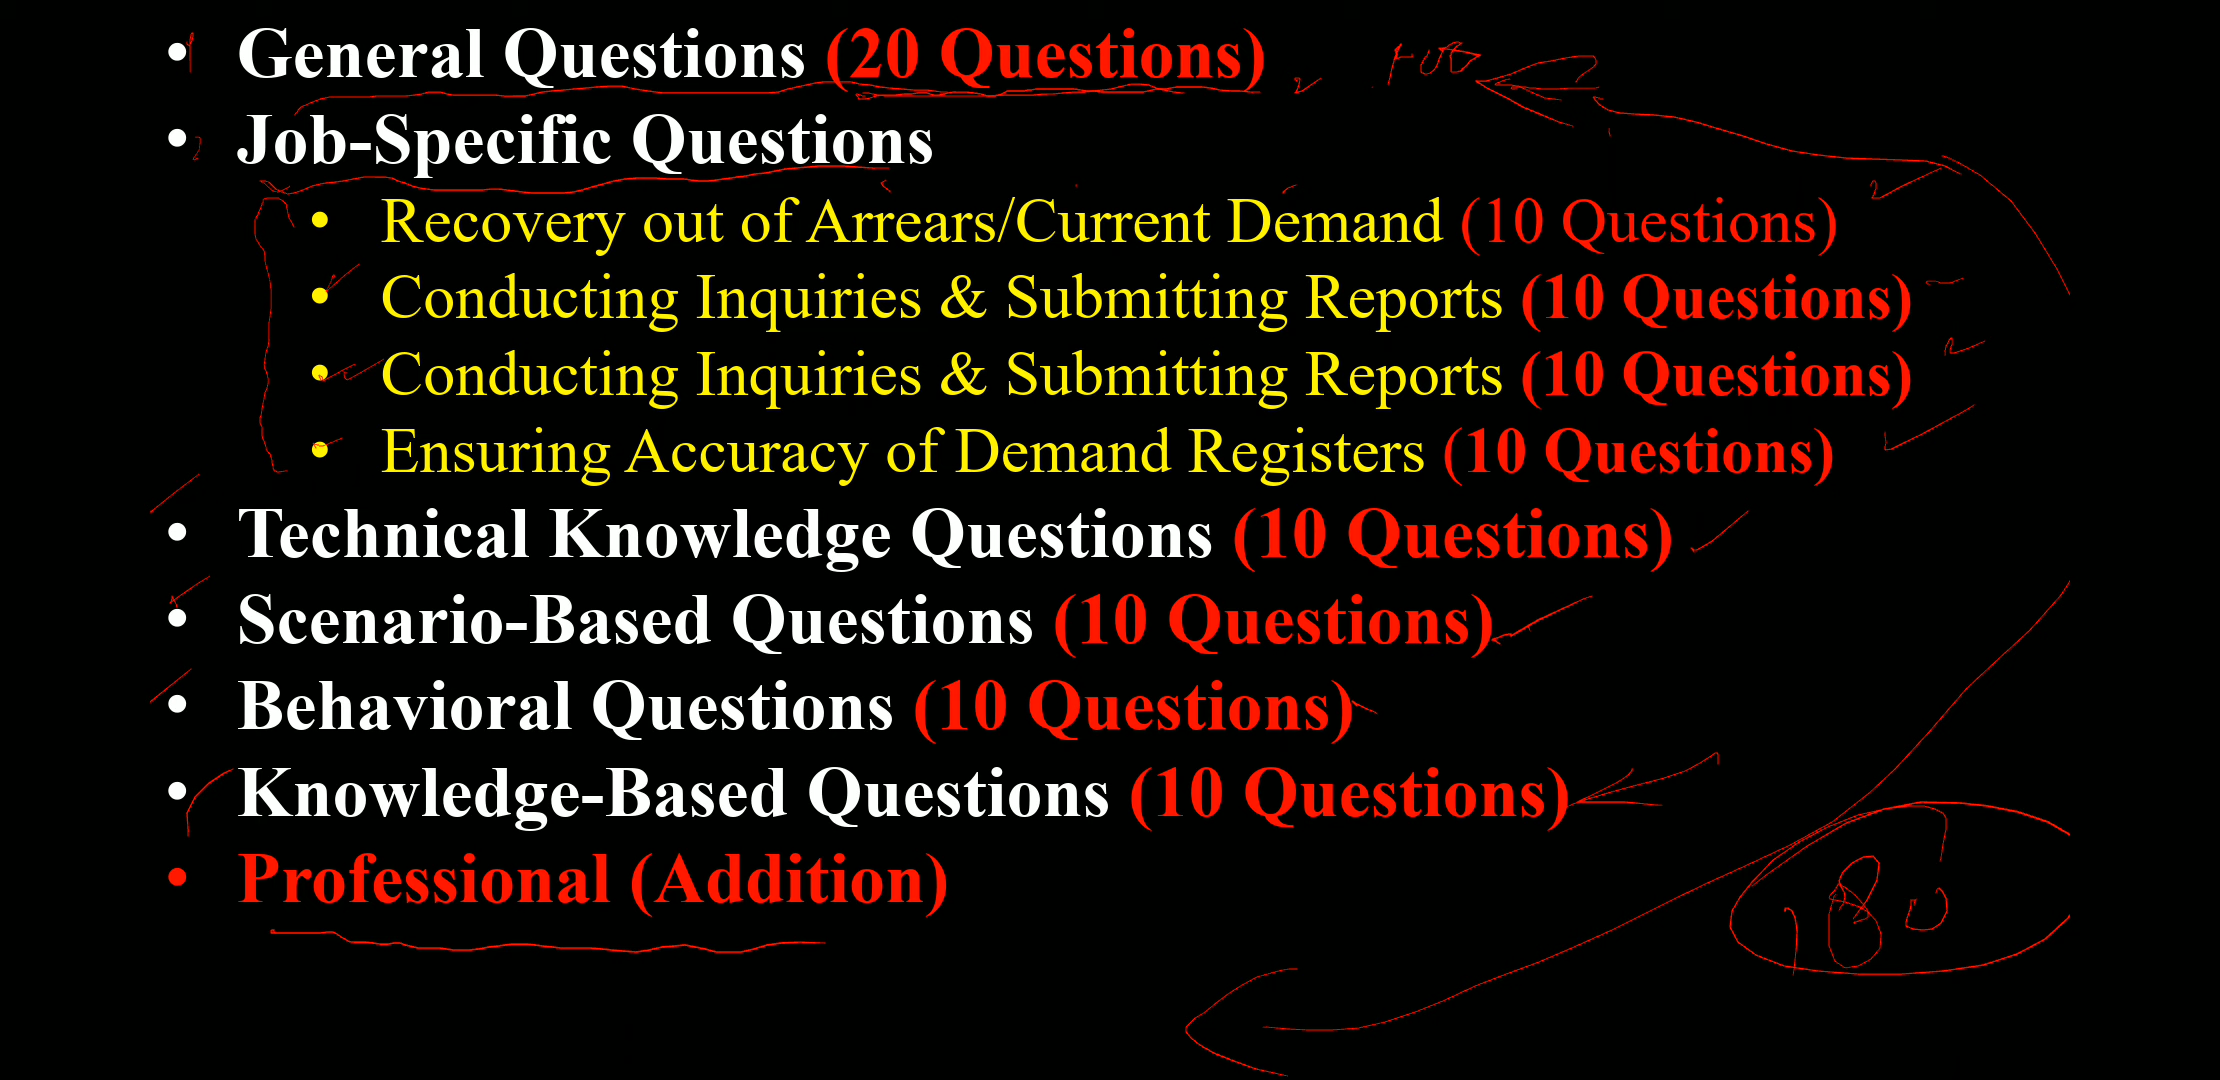 • General Questions (20 Questions)
• Job-Specific Questions
• Recovery out of Arrears/Current Demand (10 Questions)
• Conducting Inquiries & Submitting Reports (10 Questions)
• Conducting Inquiries & Submitting Reports (10 Questions)
• Ensuring Accuracy of Demand Registers (10 Questions)
• Technical Knowledge Questions (10 Questions)
• Scenario-Based Questions (10 Questions)
• Behavioral Questions (10 Questions)
• Knowledge-Based Questions (10 Questions)
• Professional (Addition)
180